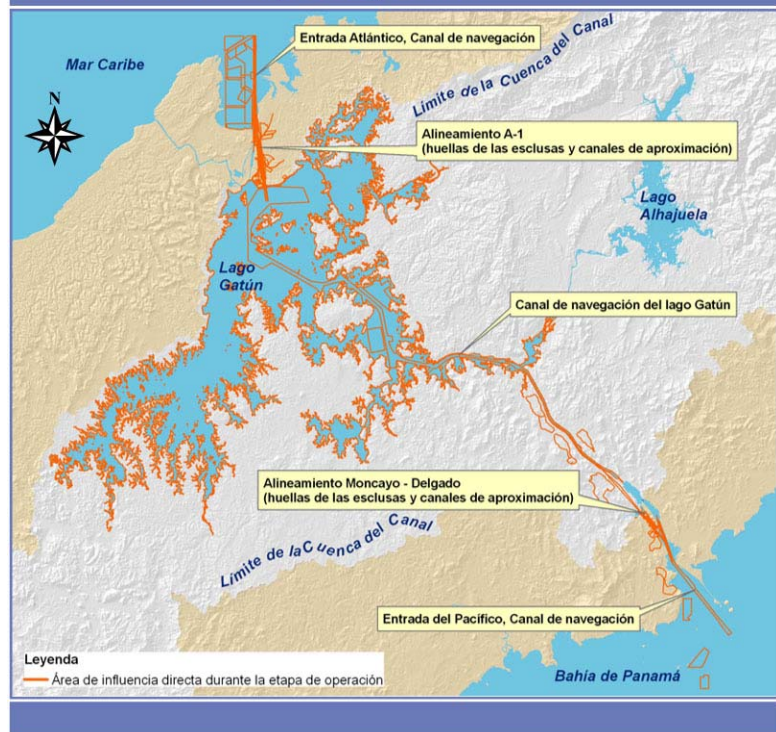 Entrada Atlántico, Canal de navegación
Mar Caribe
Límite de la Cuenca del Canal
N
Alineamiento A-1
(huellas de las esclusas y canales de aproximación)
Lago
Alhajuela
Lago
Gatún
Canal de navegación del lago Gatún
Alineamiento Moncayo - Delgado
(huellas de las esclusas y canales de aproximación)
Límite de la Cuenca del Canal
Entrada del Pacífico, Canal de navegación
Leyenda
Área de influencia directa durante la etapa de operación
Bahía de Panamá